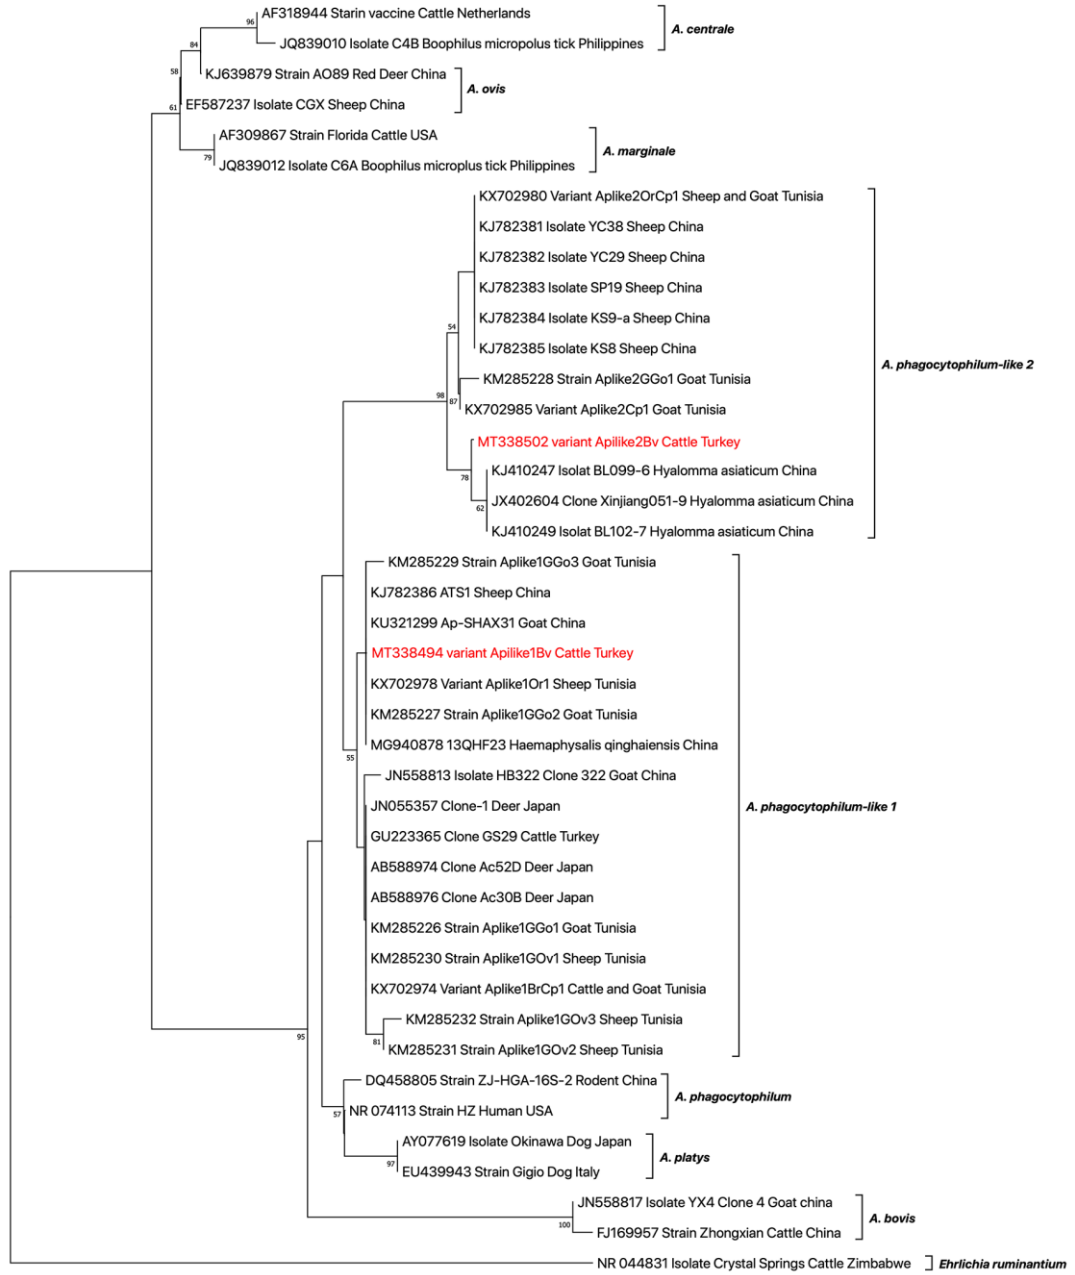 AF318944 Starin vaccine Cattle Netherlands
96
JQ839010 Isolate C4B Boophilus micropolus tick Philippines
A. centrale
84
58
KJ639879 Strain AO89 Red Deer China
A. ovis
61
EF587237 Isolate CGX Sheep China
AF309867 Strain Florida Cattle USA
A. marginale
79
JQ839012 Isolate C6A Boophilus microplus tick Philippines
KX702980 Variant Aplike2OrCp1 Sheep and Goat Tunisia
KJ782381 Isolate YC38 Sheep China
KJ782382 Isolate YC29 Sheep China
KJ782383 Isolate SP19 Sheep China
KJ782384 Isolate KS9-a Sheep China
54
KJ782385 Isolate KS8 Sheep China
A. phagocytophilum-like 2
KM285228 Strain Aplike2GGo1 Goat Tunisia
98
87
KX702985 Variant Aplike2Cp1 Goat Tunisia
MT338502 variant Apilike2Bv Cattle Turkey
78
KJ410247 Isolat BL099-6 Hyalomma asiaticum China
JX402604 Clone Xinjiang051-9 Hyalomma asiaticum China
62
KJ410249 Isolat BL102-7 Hyalomma asiaticum China
KM285229 Strain Aplike1GGo3 Goat Tunisia
KJ782386 ATS1 Sheep China
KU321299 Ap-SHAX31 Goat China
MT338494 variant Apilike1Bv Cattle Turkey
KX702978 Variant Aplike1Or1 Sheep Tunisia
KM285227 Strain Aplike1GGo2 Goat Tunisia
MG940878 13QHF23 Haemaphysalis qinghaiensis China
55
JN558813 Isolate HB322 Clone 322 Goat China
JN055357 Clone-1 Deer Japan
A. phagocytophilum-like 1
GU223365 Clone GS29 Cattle Turkey
AB588974 Clone Ac52D Deer Japan
AB588976 Clone Ac30B Deer Japan
KM285226 Strain Aplike1GGo1 Goat Tunisia
KM285230 Strain Aplike1GOv1 Sheep Tunisia
KX702974 Variant Aplike1BrCp1 Cattle and Goat Tunisia
KM285232 Strain Aplike1GOv3 Sheep Tunisia
95
81
KM285231 Strain Aplike1GOv2 Sheep Tunisia
DQ458805 Strain ZJ-HGA-16S-2 Rodent China
A. phagocytophilum
57
NR 074113 Strain HZ Human USA
AY077619 Isolate Okinawa Dog Japan
A. platys
97
EU439943 Strain Gigio Dog Italy
JN558817 Isolate YX4 Clone 4 Goat china
A. bovis
100
FJ169957 Strain Zhongxian Cattle China
NR 044831 Isolate Crystal Springs Cattle Zimbabwe
Ehrlichia ruminantium